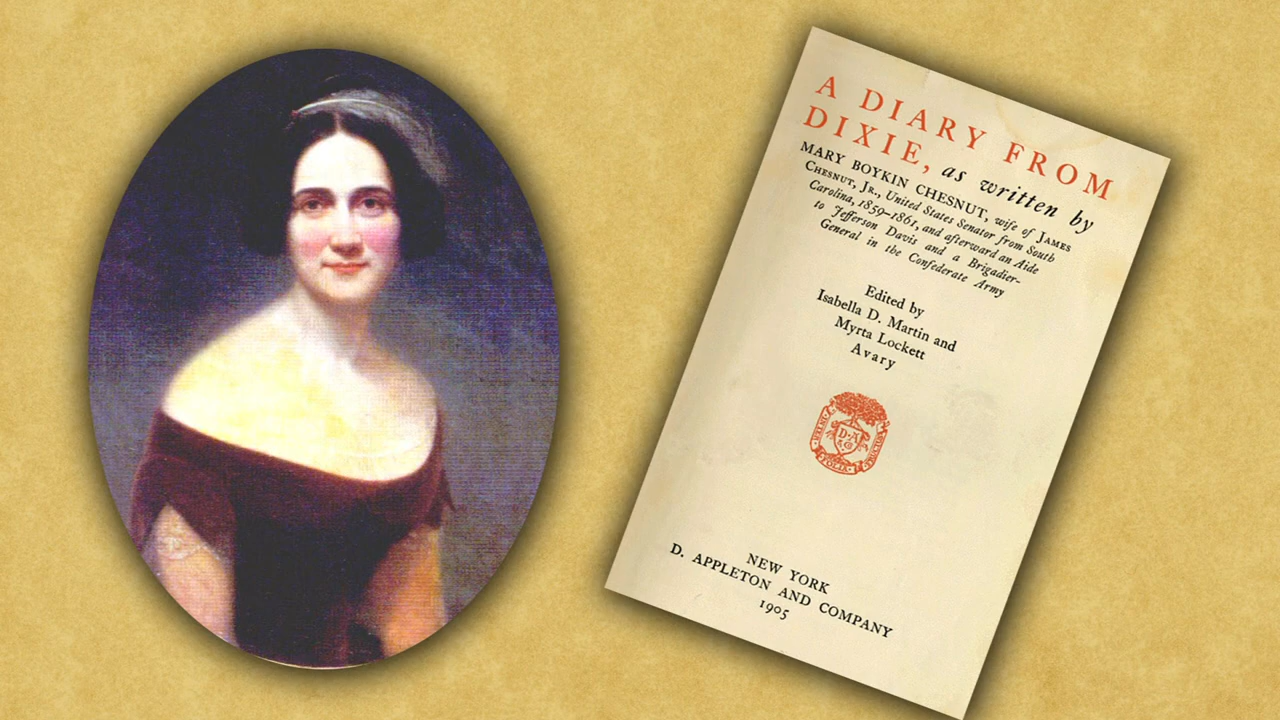 A DIARY FROM
DIXIE, as written by
MARY BOYKIN CHESNUT, wife of JAMES
CHESNUT, JR., United States Senator from South
Carolina, 1859–1861, and afterward an Aide
to Jefferson Davis and a Brigadier-
General in the Confederate Army
Edited by
Isabella D. Martin and
Myrta Lockett
Avary
D·A
&Co
NEW YORK
D. APPLETON AND COMPANY
1905